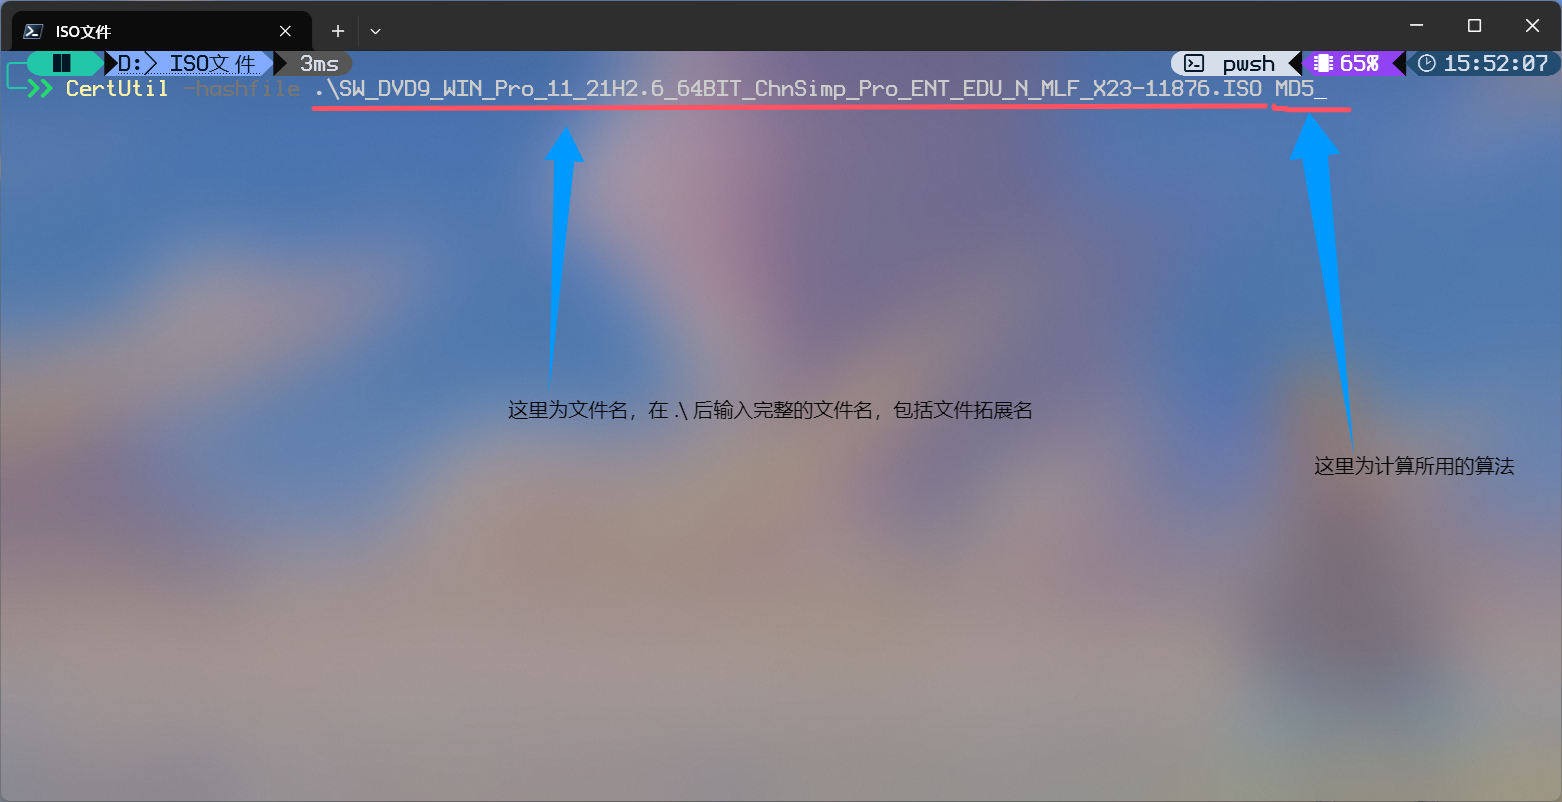 ISO文件
D: ISO文件 3ms pwsh 65% 15:52:07
CertUtil -hashfile .\SW_DVD9_WIN_Pro_11_21H2.6_64BIT_ChnSimp_Pro_ENT_EDU_N_MLF_X23-11876.ISO MD5_
这里为文件名，在 .\ 后输入完整的文件名，包括文件拓展名
这里为计算所用的算法